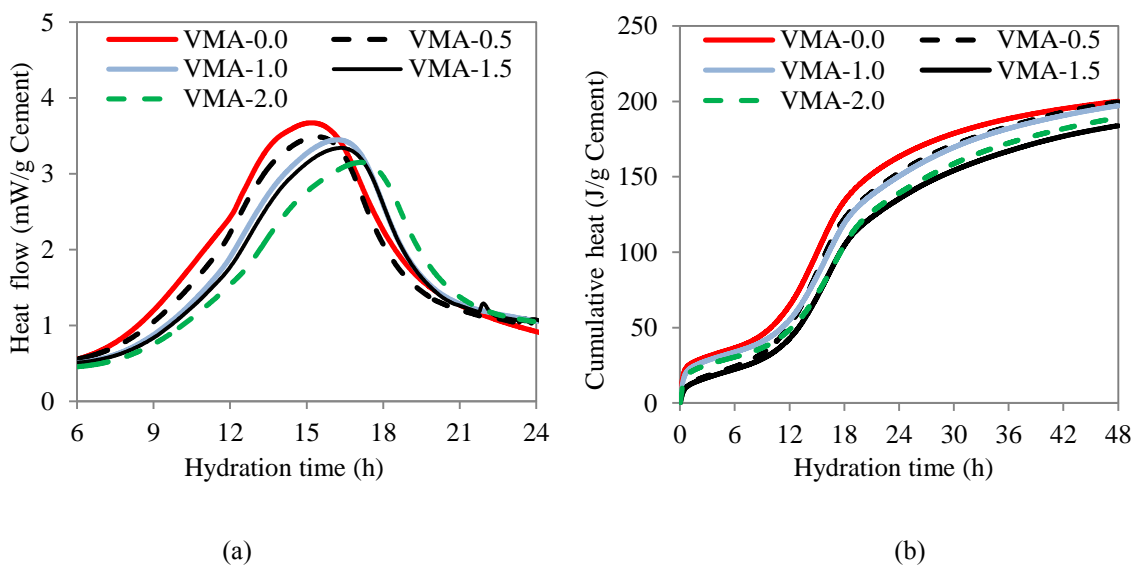 5
4
3
2
1
0
Heat flow (mW/g Cement)
VMA-0.0 VMA-0.5
VMA-1.0 VMA-1.5
VMA-2.0
6 9 12 15 18 21 24
Hydration time (h)
(a)
250
200
150
100
50
0
Cumulative heat (J/g Cement)
VMA-0.0 VMA-0.5
VMA-1.0 VMA-1.5
VMA-2.0
0 6 12 18 24 30 36 42 48
Hydration time (h)
(b)